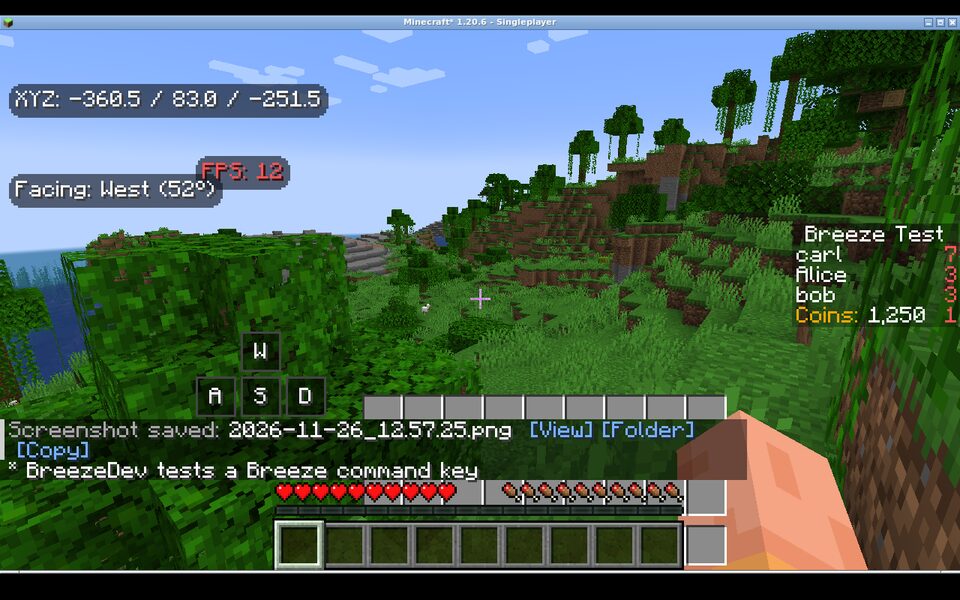 Minecraft* 1.20.6 - Singleplayer
XYZ: -360.5 / 83.0 / -251.5
FPS: 12
Facing: West (52°)
Breeze Test
carl 7
Alice 3
bob 3
Coins: 1,250 1
W
A S D
Screenshot saved: 2026-11-26_12.57.25.png [View] [Folder]
[Copy]
* BreezeDev tests a Breeze command key